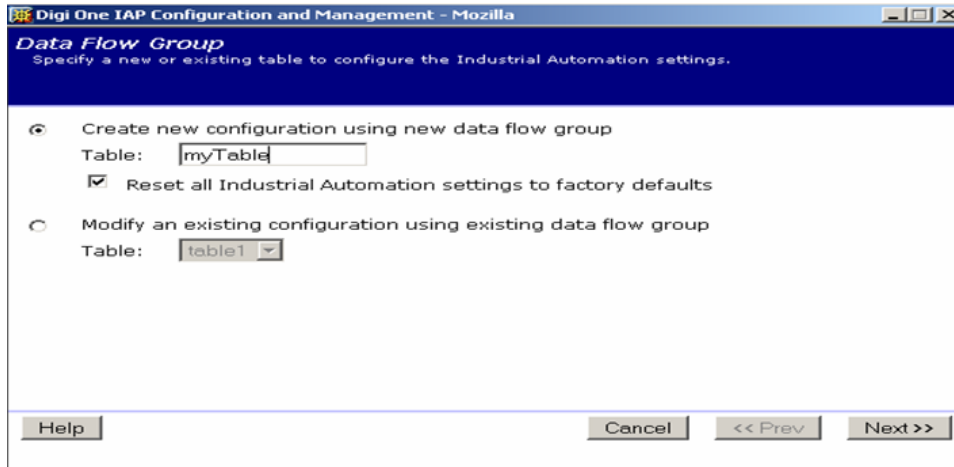 Digi One IAP Configuration and Management - Mozilla
Data Flow Group
Specify a new or existing table to configure the Industrial Automation settings.
Create new configuration using new data flow group
Table: myTable
Reset all Industrial Automation settings to factory defaults
Modify an existing configuration using existing data flow group
Table: table1
Help Cancel << Prev Next >>